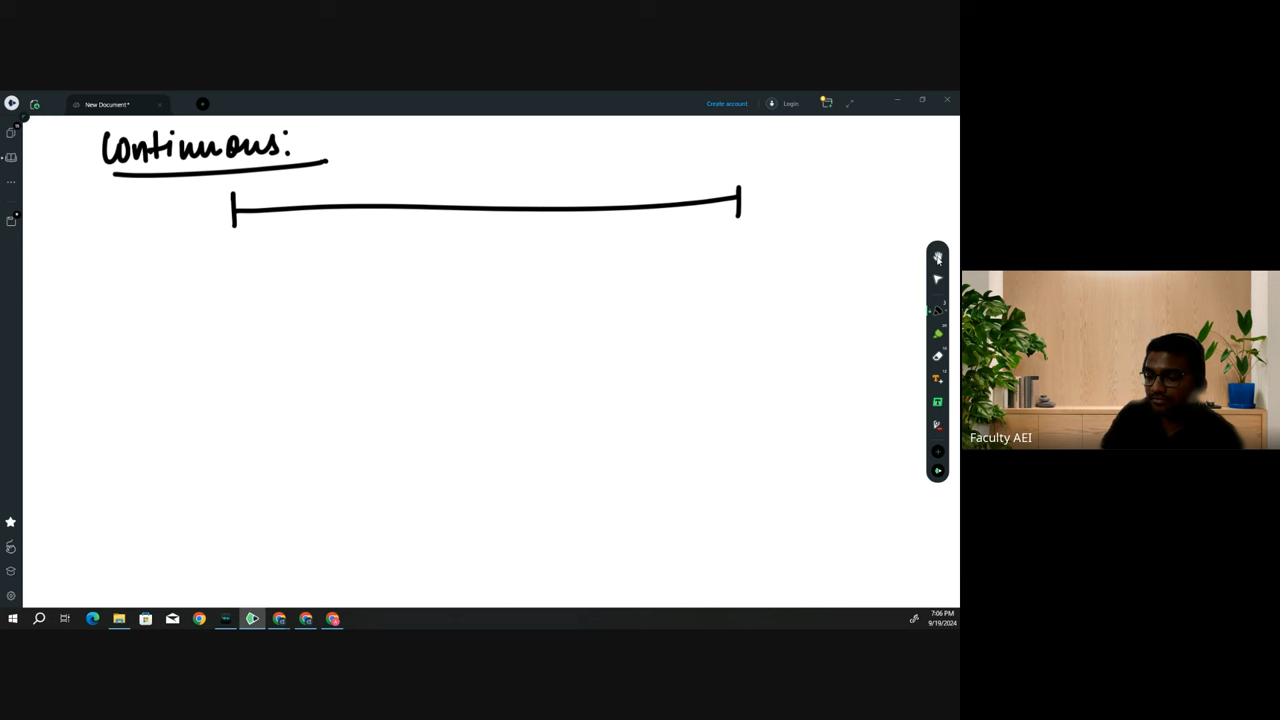 New Document*
Create account
Login
Continuous:
Faculty AEI
7:06 PM
9/19/2024